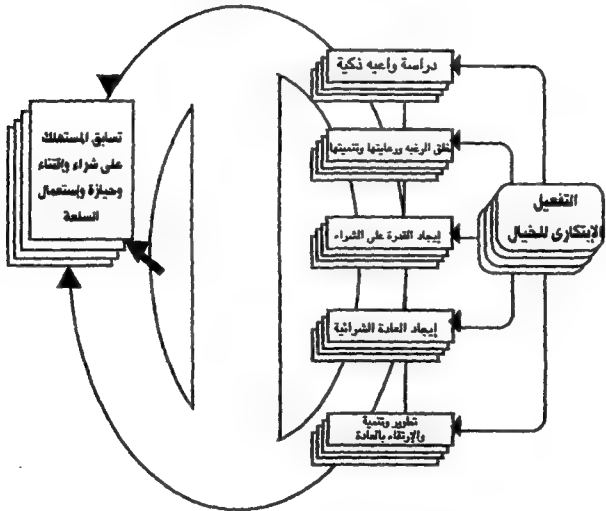 دراسة واعيه ذكية
خلق الرغبه ورعايتها وتنميتها
إيجاد القدرة على الشراء
إيجاد العادة الشرائية
تطوير وتنمية
والإرتقاء بالعادة
التفعيل
الإبتكارى للخيال
تسابق المستهلك
على شراء وإقتناء
وحيازة وإستعمال
السلعة